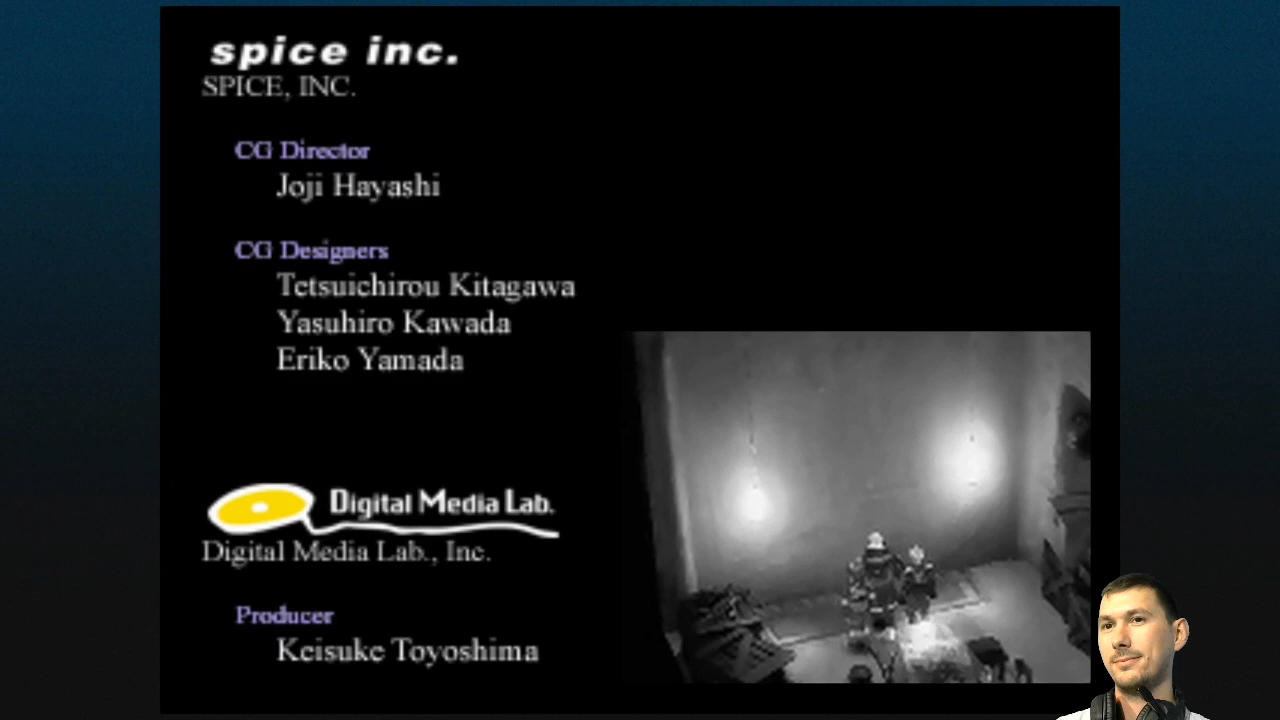 spice inc.
SPICE, INC.
CG Director
Joji Hayashi
CG Designers
Tetsuichirou Kitagawa
Yasuhiro Kawada
Eriko Yamada
Digital Media Lab.
Digital Media Lab., Inc.
Producer
Keisuke Toyoshima